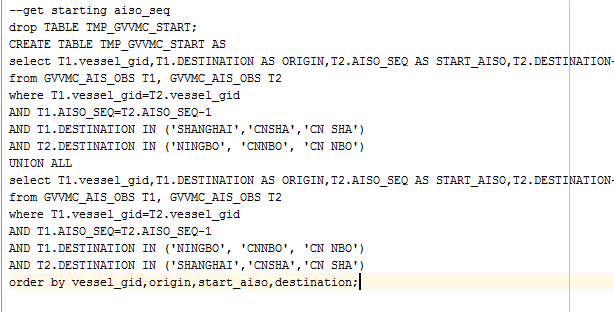 --get starting aiso_seq
drop TABLE TMP_GVVMC_START;
CREATE TABLE TMP_GVVMC_START AS
select T1.vessel_gid,T1.DESTINATION AS ORIGIN,T2.AISO_SEQ AS START_AISO,T2.DESTINATION
from GVVMC_AIS_OBS T1, GVVMC_AIS_OBS T2
where T1.vessel_gid=T2.vessel_gid
AND T1.AISO_SEQ=T2.AISO_SEQ-1
AND T1.DESTINATION IN ('SHANGHAI','CNSHA','CN SHA')
AND T2.DESTINATION IN ('NINGBO', 'CNNBO', 'CN NBO')
UNION ALL
select T1.vessel_gid,T1.DESTINATION AS ORIGIN,T2.AISO_SEQ AS START_AISO,T2.DESTINATION
from GVVMC_AIS_OBS T1, GVVMC_AIS_OBS T2
where T1.vessel_gid=T2.vessel_gid
AND T1.AISO_SEQ=T2.AISO_SEQ-1
AND T1.DESTINATION IN ('NINGBO', 'CNNBO', 'CN NBO')
AND T2.DESTINATION IN ('SHANGHAI','CNSHA','CN SHA')
order by vessel_gid,origin,start_aiso,destination;